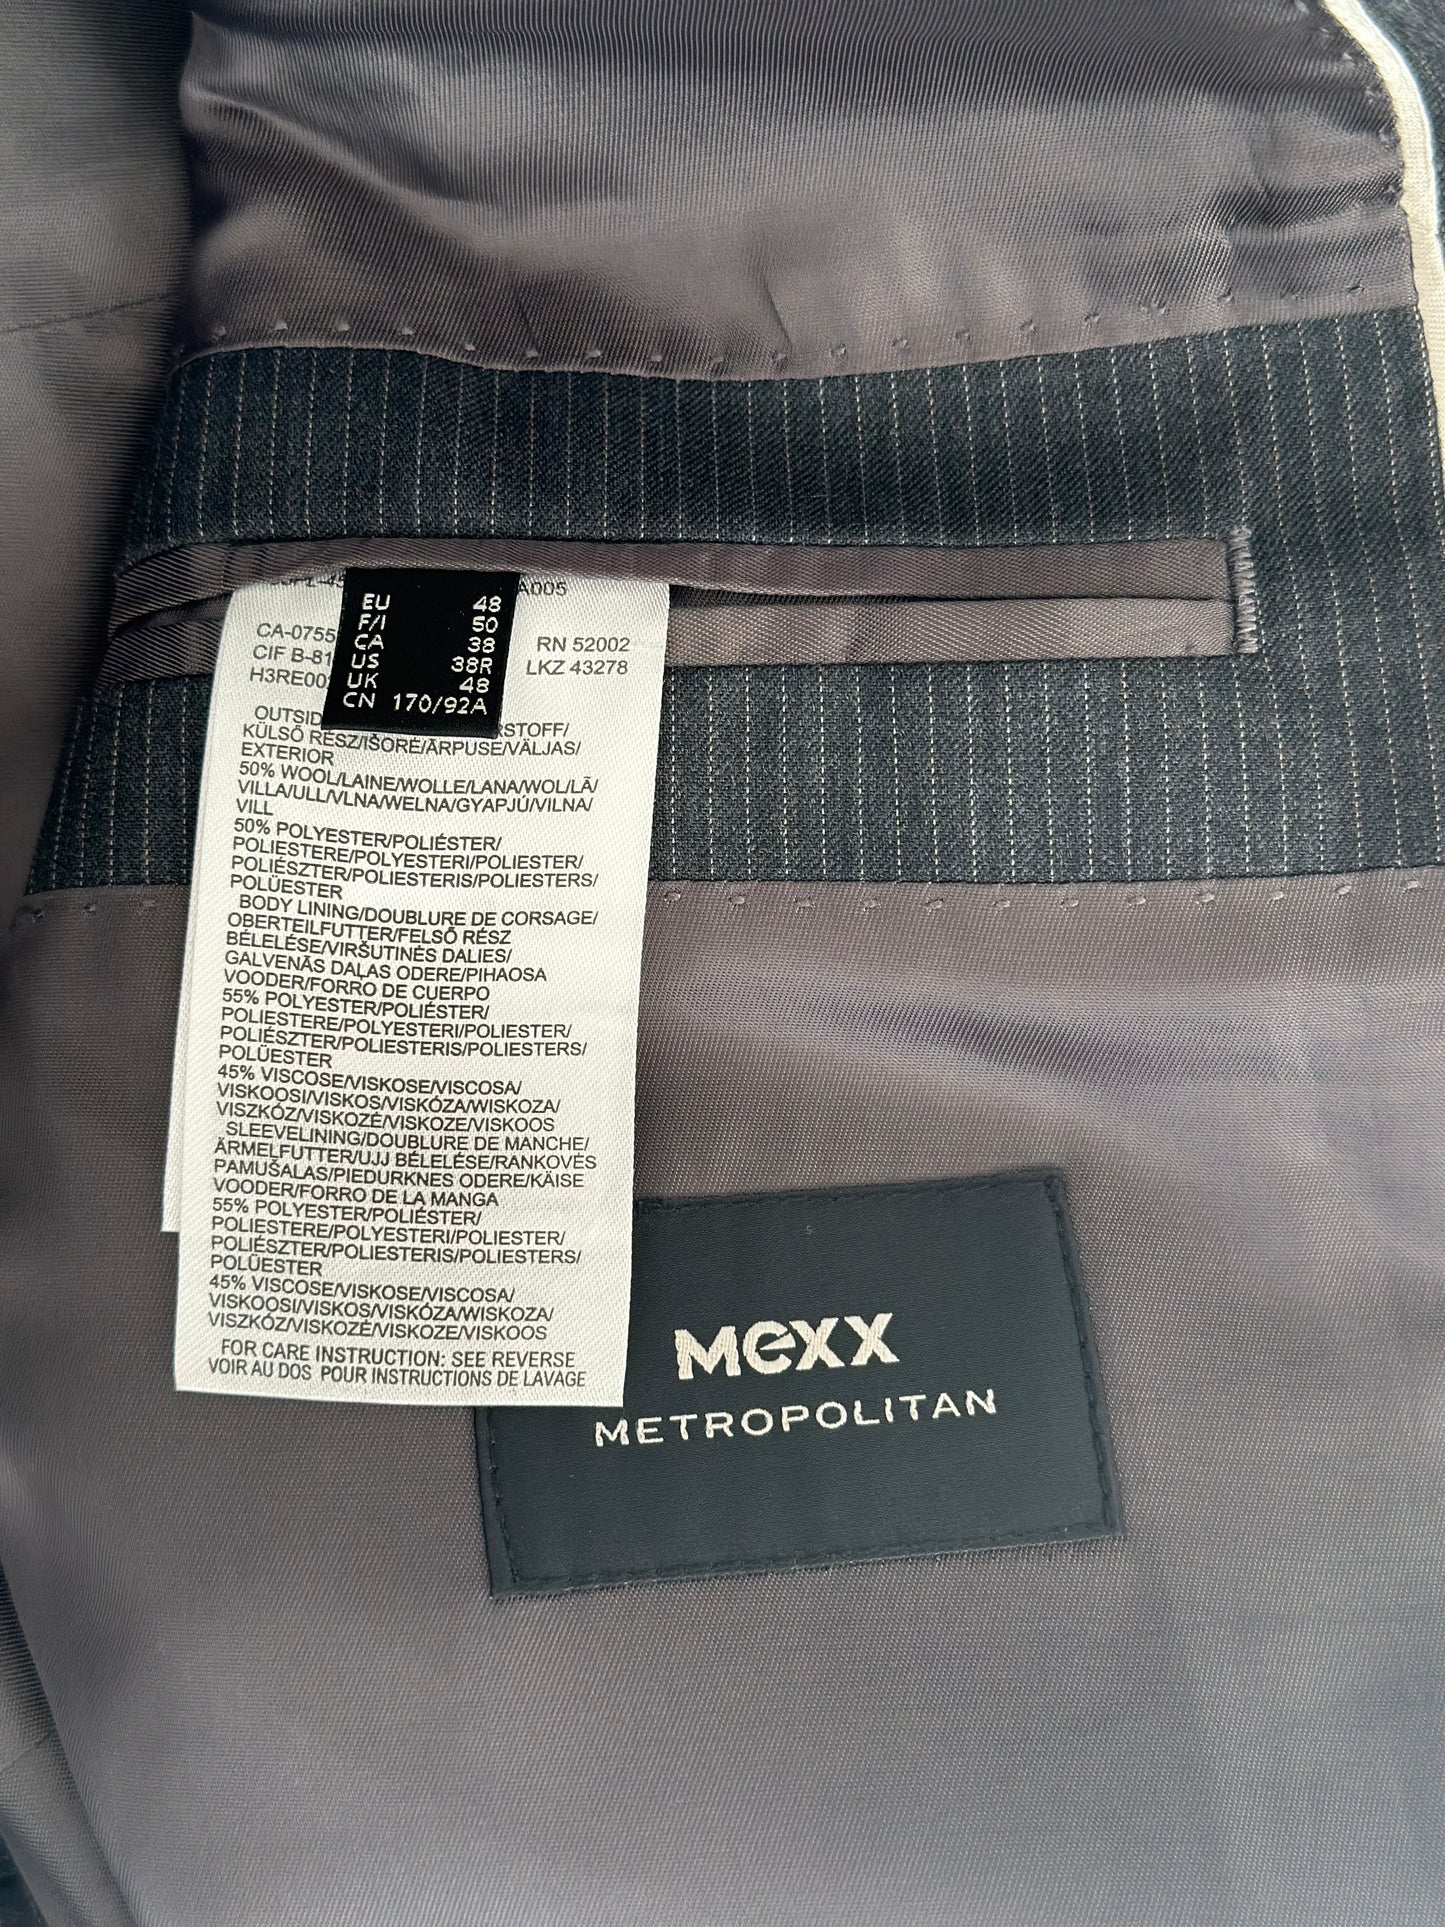 A005
EU 48
F/I 50
CA 38
US 38R
UK 48
CN 170/92A
CA-0755
CIF B-81
H3RE00
RN 52002
LKZ 43278
OUTSID RSTOFF/
KÜLSŐ RÉSZ/IŠORĖ/ĀRPUSE/VÄLJAS/
EXTERIOR
50% WOOL/LAINE/WOLLE/LANA/WOL/LÃ/
VILLA/ULL/VLNA/WELNA/GYAPJÚ/VILNA/
VILL
50% POLYESTER/POLIÉSTER/
POLIESTERE/POLYESTERI/POLIESTER/
POLIÉSZTER/POLIESTERIS/POLIESTERS/
POLÜESTER
BODY LINING/DOUBLURE DE CORSAGE/
OBERTEILFUTTER/FELSŐ RÉSZ
BÉLELÉSE/VIRŠUTINĖS DALIES/
GALVENĀS DAĻAS ODERE/PIHAOSA
VOODER/FORRO DE CUERPO
55% POLYESTER/POLIÉSTER/
POLIESTERE/POLYESTERI/POLIESTER/
POLIÉSZTER/POLIESTERIS/POLIESTERS/
POLÜESTER
45% VISCOSE/VISKOSE/VISCOSA/
VISKOOSI/VISKOS/VISKÓZA/WISKOZA/
VISZKÓZ/VISKOZĖ/VISKOZE/VISKOOS
SLEEVELINING/DOUBLURE DE MANCHE/
ÄRMELFUTTER/UJJ BÉLELÉSE/RANKOVĖS
PAMUŠALAS/PIEDURKNES ODERE/KÄISE
VOODER/FORRO DE LA MANGA
55% POLYESTER/POLIÉSTER/
POLIESTERE/POLYESTERI/POLIESTER/
POLIÉSZTER/POLIESTERIS/POLIESTERS/
POLÜESTER
45% VISCOSE/VISKOSE/VISCOSA/
VISKOOSI/VISKOS/VISKÓZA/WISKOZA/
VISZKÓZ/VISKOZĖ/VISKOZE/VISKOOS
FOR CARE INSTRUCTION: SEE REVERSE
VOIR AU DOS POUR INSTRUCTIONS DE LAVAGE
Mexx
METROPOLITAN